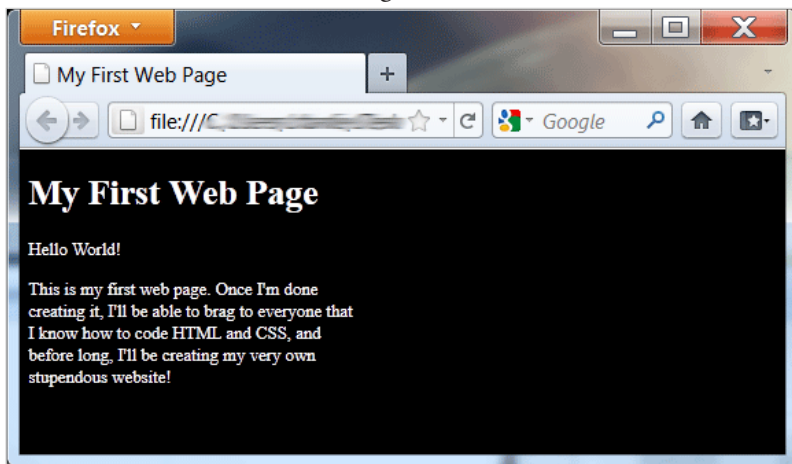 Firefox
My First Web Page
file:///
Google
My First Web Page
Hello World!
This is my first web page. Once I'm done
creating it, I'll be able to brag to everyone that
I know how to code HTML and CSS, and
before long, I'll be creating my very own
stupendous website!